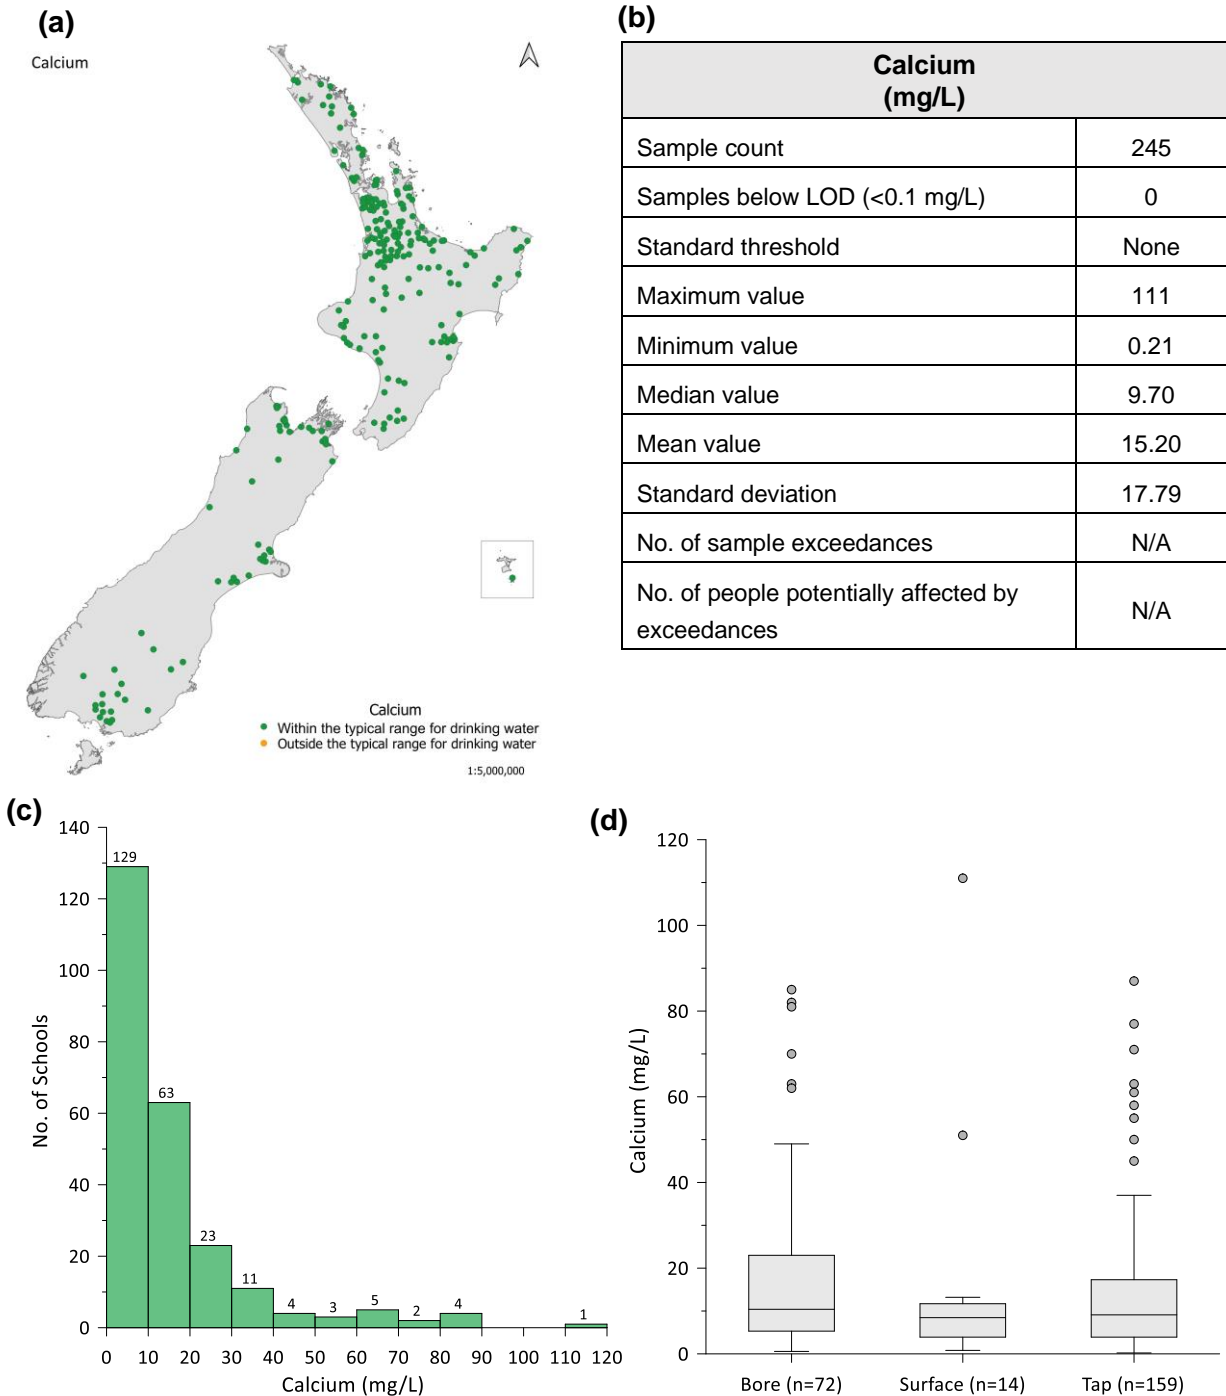 (a)
Calcium
Calcium
Within the typical range for drinking water
Outside the typical range for drinking water
1:5,000,000
(b)
Calcium
(mg/L)
Sample count 245
Samples below LOD (<0.1 mg/L) 0
Standard threshold None
Maximum value 111
Minimum value 0.21
Median value 9.70
Mean value 15.20
Standard deviation 17.79
No. of sample exceedances N/A
No. of people potentially affected by
exceedances N/A
(c)
No. of Schools
140
120
100
80
60
40
20
0
129
63
23
11
4
3
5
2
4
1
0 10 20 30 40 50 60 70 80 90 100 110 120
Calcium (mg/L)
(d)
Calcium (mg/L)
120
100
80
60
40
20
0
Bore (n=72) Surface (n=14) Tap (n=159)